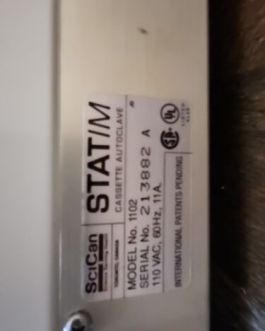 SciCan
TORONTO, CANADA
STATIM
CASSETTE AUTOCLAVE
MODEL No. 1102
SERIAL No. 213882 A
110 VAC, 60Hz, 11A.
INTERNATIONAL PATENTS PENDING